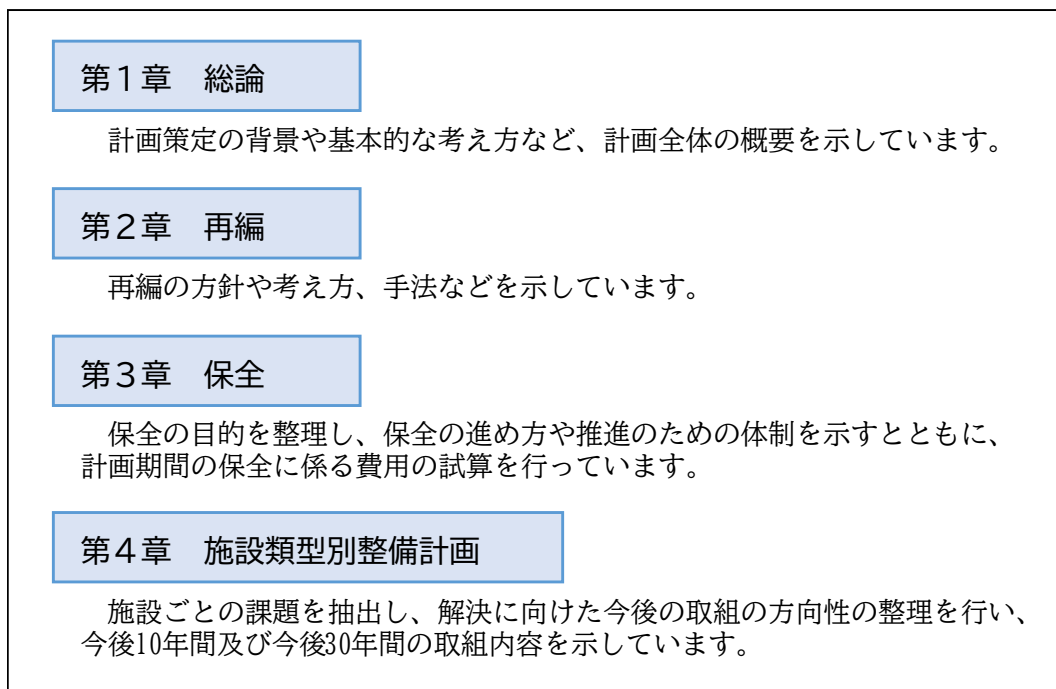 第１章　総論
計画策定の背景や基本的な考え方など、計画全体の概要を示しています。
第２章　再編
再編の方針や考え方、手法などを示しています。
第３章　保全
保全の目的を整理し、保全の進め方や推進のための体制を示すとともに、
計画期間の保全に係る費用の試算を行っています。
第４章　施設類型別整備計画
施設ごとの課題を抽出し、解決に向けた今後の取組の方向性の整理を行い、
今後10年間及び今後30年間の取組内容を示しています。